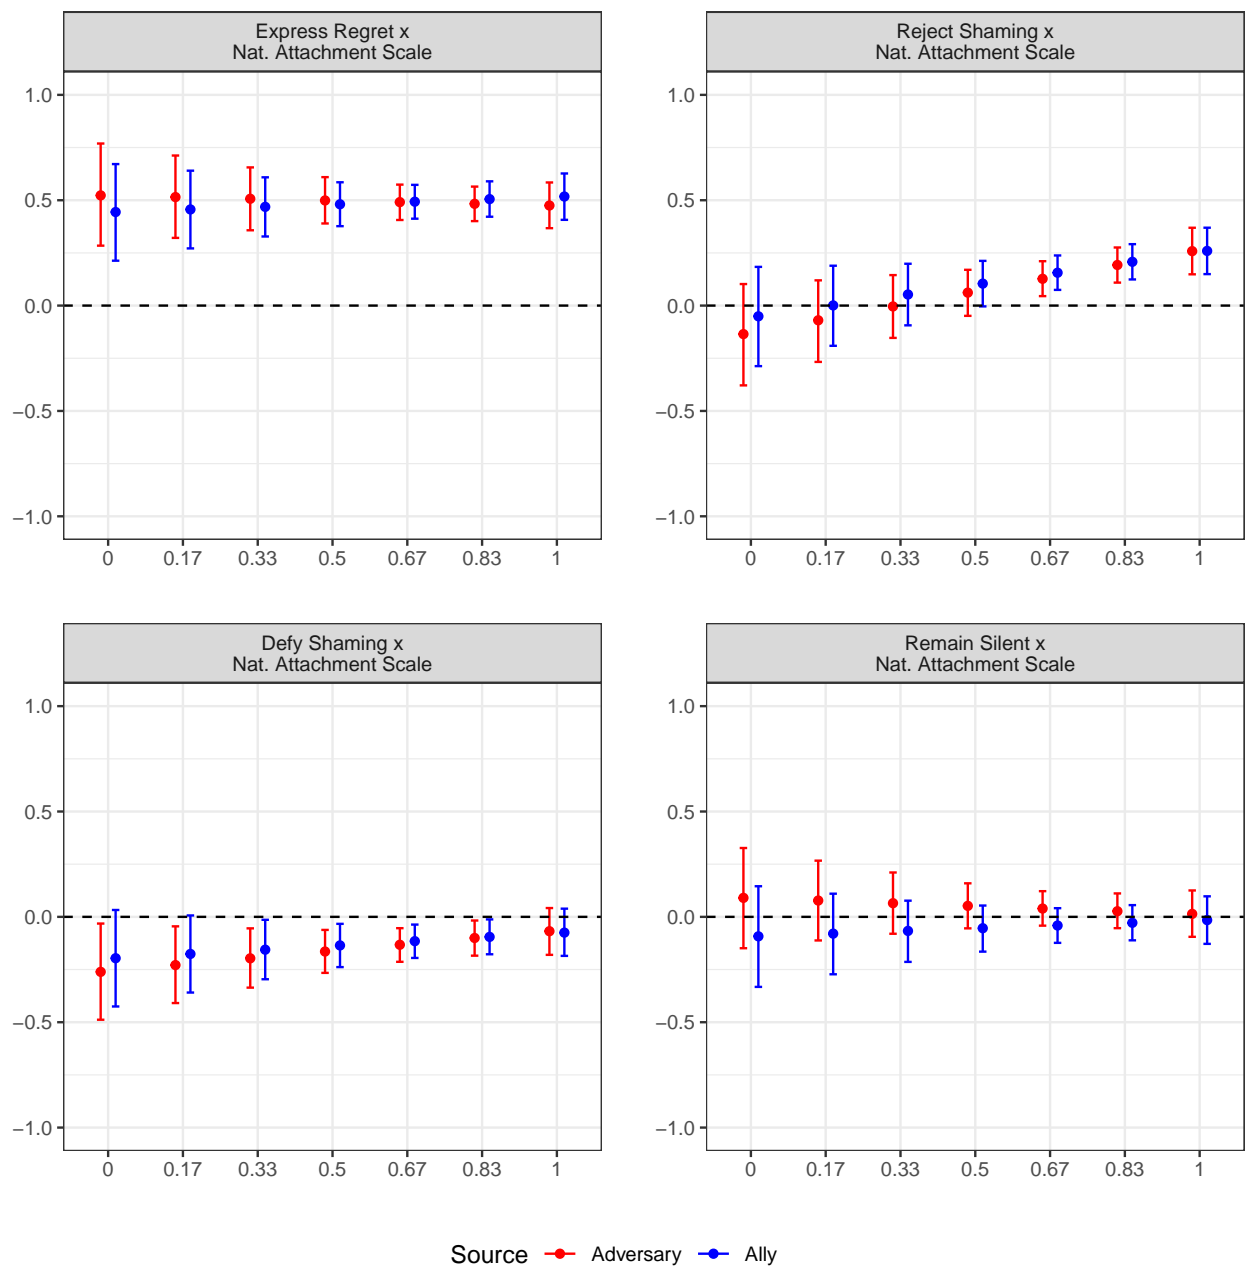 Express Regret x
Nat. Attachment Scale
1.0
0.5
0.0
−0.5
−1.0
0 0.17 0.33 0.5 0.67 0.83 1
Reject Shaming x
Nat. Attachment Scale
1.0
0.5
0.0
−0.5
−1.0
0 0.17 0.33 0.5 0.67 0.83 1
Defy Shaming x
Nat. Attachment Scale
1.0
0.5
0.0
−0.5
−1.0
0 0.17 0.33 0.5 0.67 0.83 1
Remain Silent x
Nat. Attachment Scale
1.0
0.5
0.0
−0.5
−1.0
0 0.17 0.33 0.5 0.67 0.83 1
Source Adversary Ally